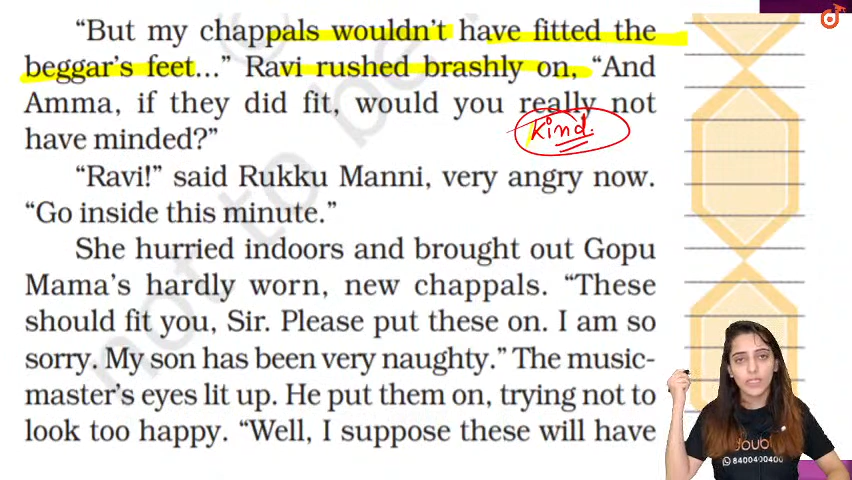 “But my chappals wouldn’t have fitted the
beggar’s feet...” Ravi rushed brashly on, “And
Amma, if they did fit, would you really not
have minded?”
Kind.
“Ravi!” said Rukku Manni, very angry now.
“Go inside this minute.”
She hurried indoors and brought out Gopu
Mama’s hardly worn, new chappals. “These
should fit you, Sir. Please put these on. I am so
sorry. My son has been very naughty.” The music-
master’s eyes lit up. He put them on, trying not to
look too happy. “Well, I suppose these will have
doubt
8400400400